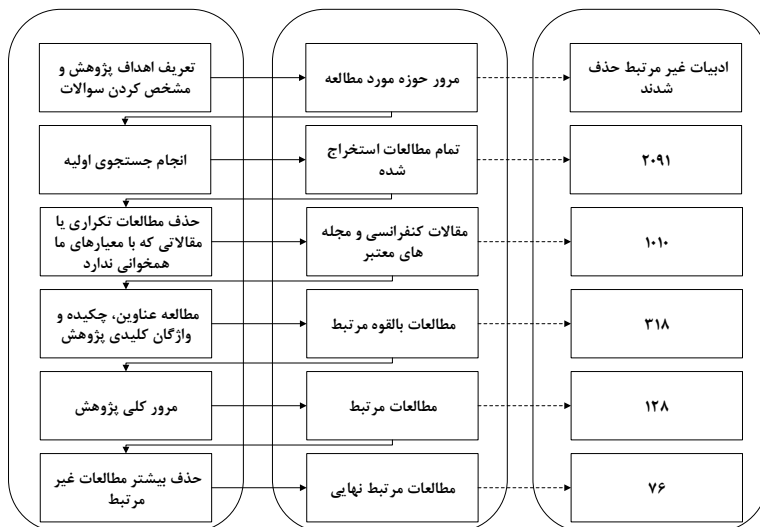 تعریف اهداف پژوهش و
مشخص کردن سوالات
مرور حوزه مورد مطالعه
ادبیات غیر مرتبط حذف
شدند
انجام جستجوی اولیه
تمام مطالعات استخراج
شده
۲۰۹۱
حذف مطالعات تکراری یا
مقالاتی که با معیارهای ما
همخوانی ندارد
مقالات کنفرانسی و مجله
های معتبر
۱۰۱۰
مطالعه عناوین، چکیده و
واژگان کلیدی پژوهش
مطالعات بالقوه مرتبط
۳۱۸
مرور کلی پژوهش
مطالعات مرتبط
۱۲۸
حذف بیشتر مطالعات غیر
مرتبط
مطالعات مرتبط نهایی
۷۶